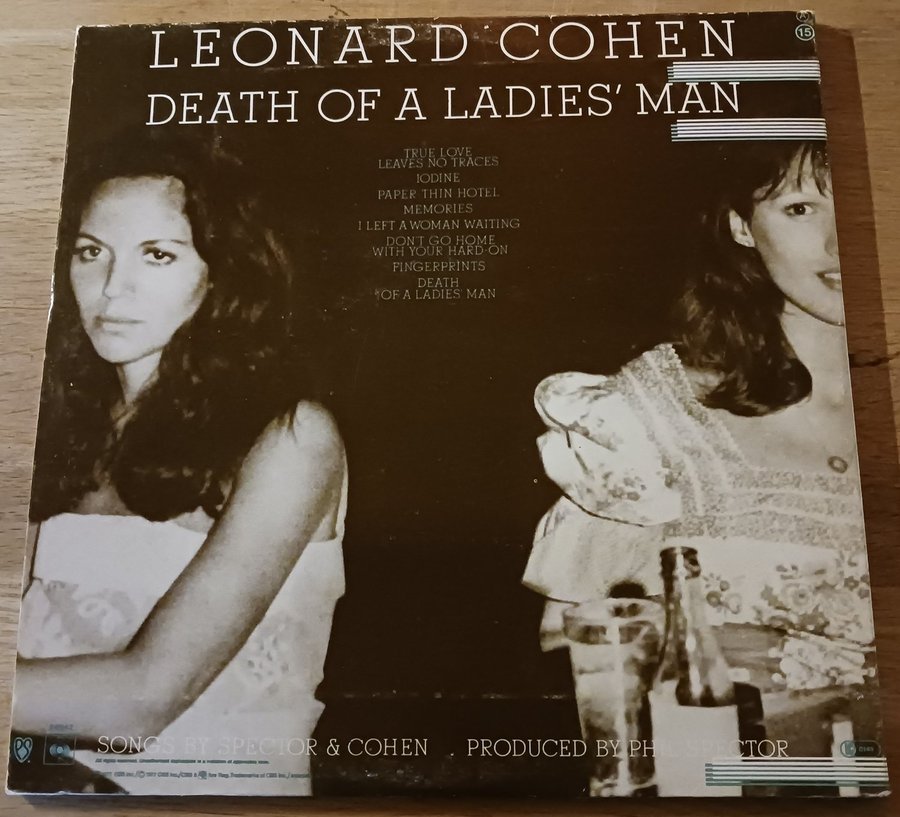 LEONARD COHEN
15
DEATH OF A LADIES' MAN
TRUE LOVE
LEAVES NO TRACES
IODINE
PAPER THIN HOTEL
MEMORIES
I LEFT A WOMAN WAITING
DON'T GO HOME
WITH YOUR HARD-ON
FINGERPRINTS
DEATH
OF A LADIES' MAN
SONGS BY SPECTOR & COHEN . PRODUCED BY PHIL SPECTOR